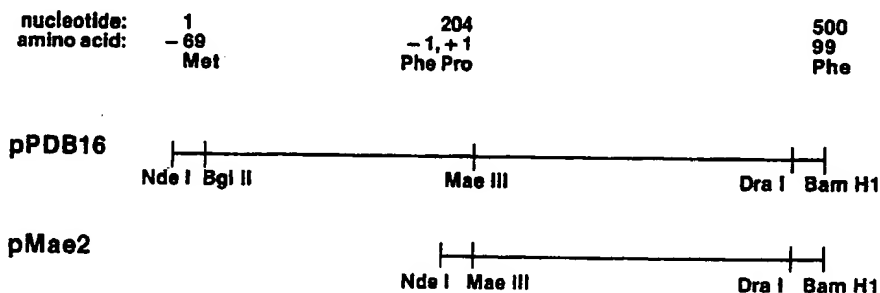 nucleotide: 1 204 500
amino acid: – 69 – 1, + 1 99
Met Phe Pro Phe
pPDB16
Nde I Bgl II Mae III Dra I Bam H1
pMae2
Nde I Mae III Dra I Bam H1